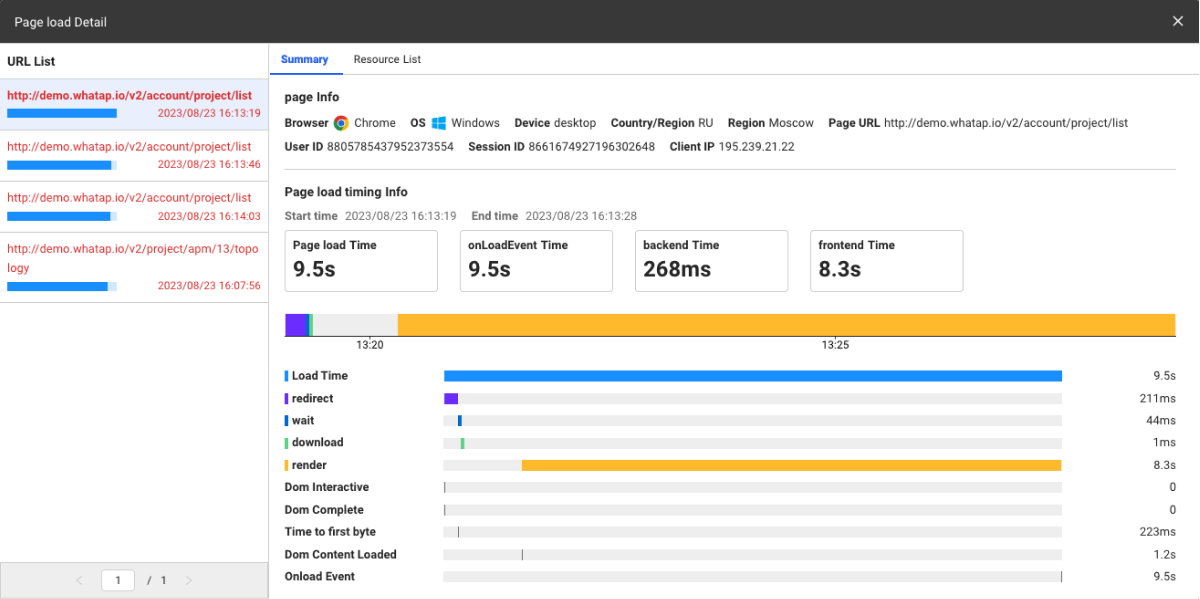 Page load Detail
URL List
http://demo.whatap.io/v2/account/project/list
2023/08/23 16:13:19
http://demo.whatap.io/v2/account/project/list
2023/08/23 16:13:46
http://demo.whatap.io/v2/account/project/list
2023/08/23 16:14:03
http://demo.whatap.io/v2/project/apm/13/topo
logy
2023/08/23 16:07:56
1 / 1
Summary Resource List
page Info
Browser Chrome OS Windows Device desktop Country/Region RU Region Moscow Page URL http://demo.whatap.io/v2/account/project/list
User ID 8805785437952373554 Session ID 8661674927196302648 Client IP 195.239.21.22
Page load timing Info
Start time 2023/08/23 16:13:19 End time 2023/08/23 16:13:28
Page load Time
9.5s
onLoadEvent Time
9.5s
backend Time
268ms
frontend Time
8.3s
13:20 13:25
Load Time 9.5s
redirect 211ms
wait 44ms
download 1ms
render 8.3s
Dom Interactive 0
Dom Complete 0
Time to first byte 223ms
Dom Content Loaded 1.2s
Onload Event 9.5s